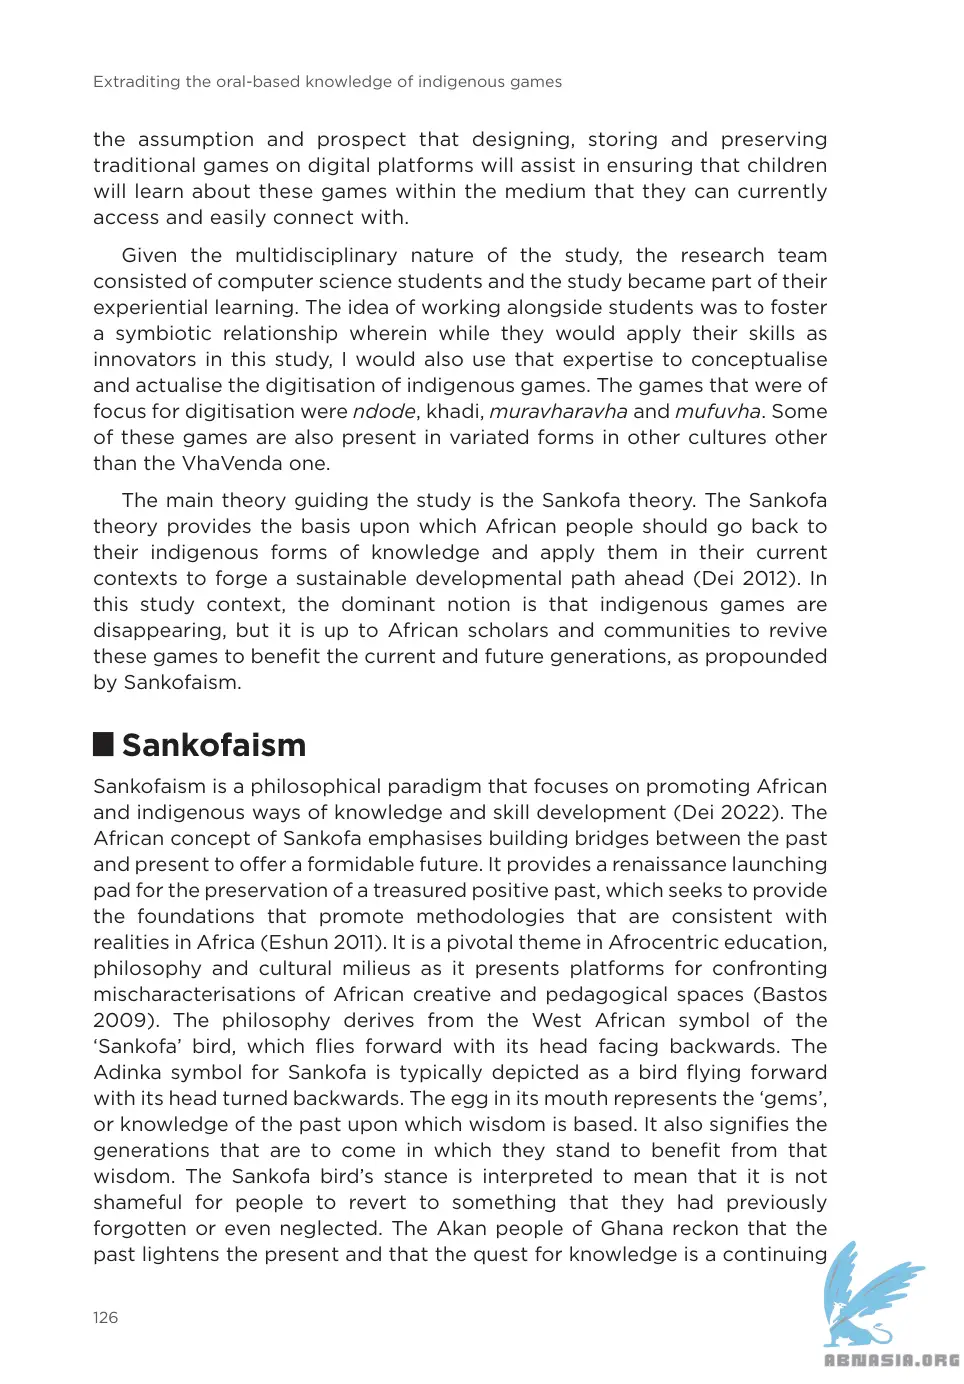 Extraditing the oral-based knowledge of indigenous games
the assumption and prospect that designing, storing and preserving
traditional games on digital platforms will assist in ensuring that children
will learn about these games within the medium that they can currently
access and easily connect with.
Given the multidisciplinary nature of the study, the research team
consisted of computer science students and the study became part of their
experiential learning. The idea of working alongside students was to foster
a symbiotic relationship wherein while they would apply their skills as
innovators in this study, I would also use that expertise to conceptualise
and actualise the digitisation of indigenous games. The games that were of
focus for digitisation were ndode, khadi, muravharavha and mufuvha. Some
of these games are also present in variated forms in other cultures other
than the VhaVenda one.
The main theory guiding the study is the Sankofa theory. The Sankofa
theory provides the basis upon which African people should go back to
their indigenous forms of knowledge and apply them in their current
contexts to forge a sustainable developmental path ahead (Dei 2012). In
this study context, the dominant notion is that indigenous games are
disappearing, but it is up to African scholars and communities to revive
these games to benefit the current and future generations, as propounded
by Sankofaism.
Sankofaism
Sankofaism is a philosophical paradigm that focuses on promoting African
and indigenous ways of knowledge and skill development (Dei 2022). The
African concept of Sankofa emphasises building bridges between the past
and present to offer a formidable future. It provides a renaissance launching
pad for the preservation of a treasured positive past, which seeks to provide
the foundations that promote methodologies that are consistent with
realities in Africa (Eshun 2011). It is a pivotal theme in Afrocentric education,
philosophy and cultural milieus as it presents platforms for confronting
mischaracterisations of African creative and pedagogical spaces (Bastos
2009). The philosophy derives from the West African symbol of the
‘Sankofa’ bird, which flies forward with its head facing backwards. The
Adinka symbol for Sankofa is typically depicted as a bird flying forward
with its head turned backwards. The egg in its mouth represents the ‘gems’,
or knowledge of the past upon which wisdom is based. It also signifies the
generations that are to come in which they stand to benefit from that
wisdom. The Sankofa bird’s stance is interpreted to mean that it is not
shameful for people to revert to something that they had previously
forgotten or even neglected. The Akan people of Ghana reckon that the
past lightens the present and that the quest for knowledge is a continuing
126
ABNASIA.ORG